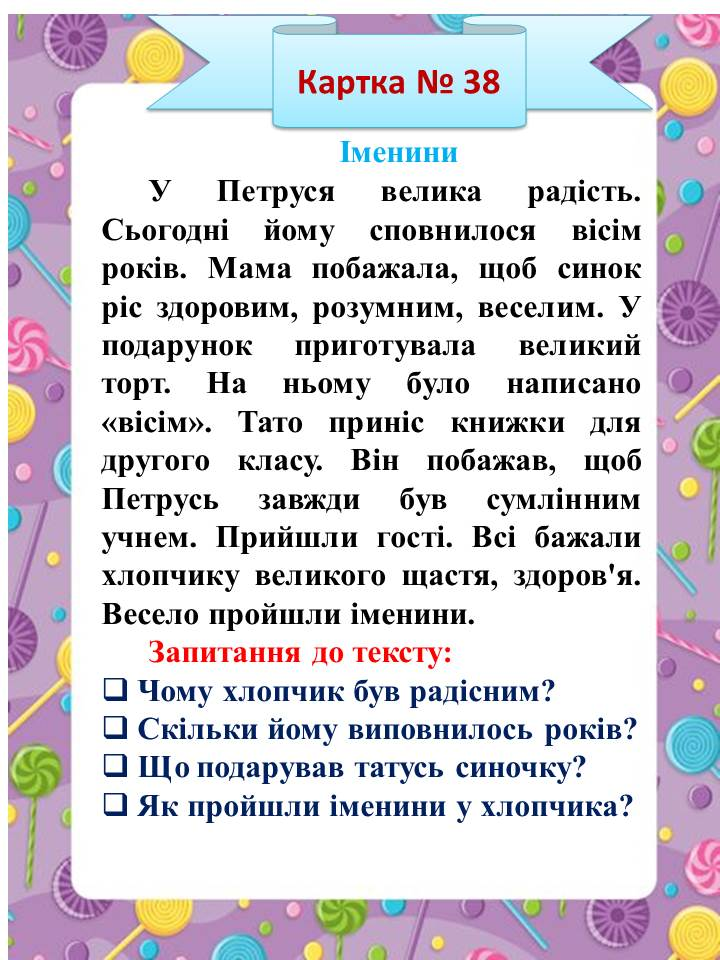 Картка № 38
Іменини
У Петруся велика радість.
Сьогодні йому сповнилося вісім
років. Мама побажала, щоб синок
ріс здоровим, розумним, веселим. У
подарунок приготувала великий
торт. На ньому було написано
«вісім». Тато приніс книжки для
другого класу. Він побажав, щоб
Петрусь завжди був сумлінним
учнем. Прийшли гості. Всі бажали
хлопчику великого щастя, здоров'я.
Весело пройшли іменини.
Запитання до тексту:
❑ Чому хлопчик був радісним?
❑ Скільки йому виповнилось років?
❑ Що подарував татусь синочку?
❑ Як пройшли іменини у хлопчика?